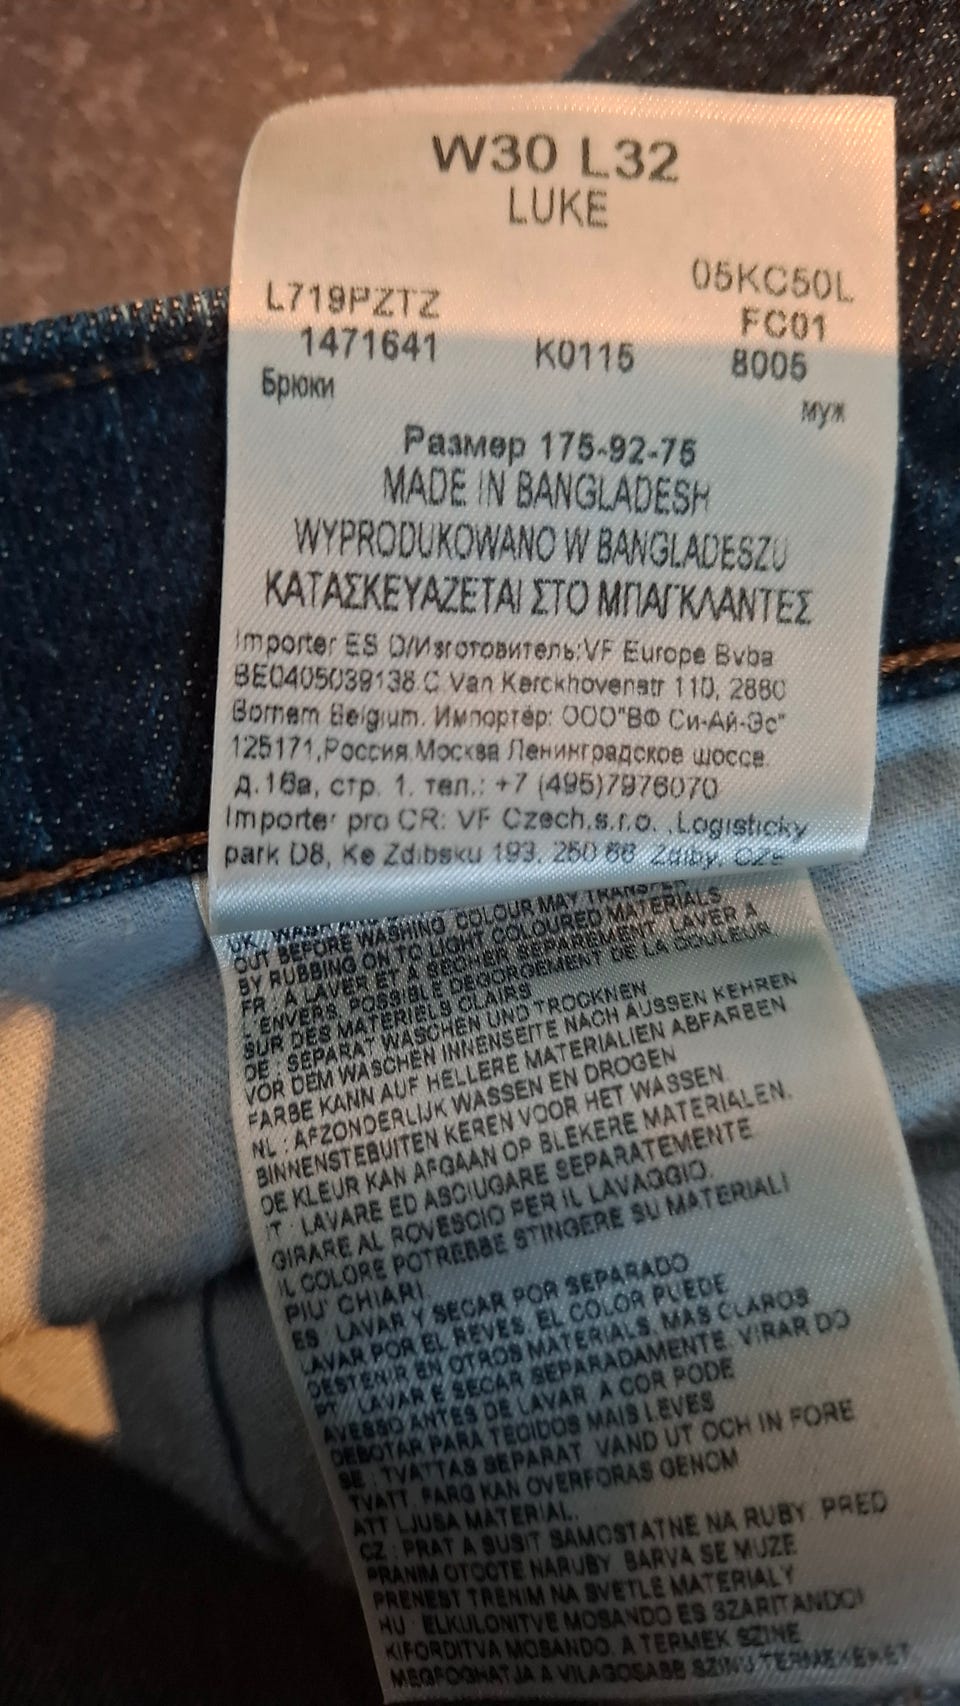 W30 L32
LUKE
L719PZTZ 05KC50L
FC01
1471641 K0115 8005
Брюки
муж
Размер 175-92-75
MADE IN BANGLADESH
WYPRODUKOWANO W BANGLADESZU
ΚΑΤΑΣΚΕΥΑΖΕΤΑΙ ΣΤΟ ΜΠΑΓΚΛΑΝΤΕΣ
Importer ES D/Изготовитель:VF Europe Bvba
BE0405039138.C.Van Kerckhovenstr 110, 2880
Bornem Belgium. Импортёр: ООО"ВФ Си-Ай-Эс"
125171,Россия,Москва Ленинградское шоссе.
д.16а, стр. 1. тел.: +7 (495)7976070
Importer pro CR: VF Czech,s.r.o. ,Logisticky
park D8, Ke Zdibsku 193, 250 66 Zdiby, CZE
UK: WASH AND
OUT BEFORE WASHING. COLOUR MAY TRANSFER
BY RUBBING ON TO LIGHT COLOURED MATERIALS
FR : A LAVER ET A SECHER SEPAREMENT. LAVER A
L'ENVERS. POSSIBLE DEGORGEMENT DE LA COULEUR
SUR DES MATERIELS CLAIRS
DE : SEPARAT WASCHEN UND TROCKNEN
VOR DEM WASCHEN INNENSEITE NACH AUSSEN KEHREN
FARBE KANN AUF HELLERE MATERIALIEN ABFARBEN
NL : AFZONDERLIJK WASSEN EN DROGEN
BINNENSTEBUITEN KEREN VOOR HET WASSEN.
DE KLEUR KAN AFGAAN OP BLEKERE MATERIALEN.
IT : LAVARE ED ASCIUGARE SEPARATEMENTE
GIRARE AL ROVESCIO PER IL LAVAGGIO.
IL COLORE POTREBBE STINGERE SU MATERIALI
PIU' CHIARI.
ES : LAVAR Y SECAR POR SEPARADO
LAVAR POR EL REVES, EL COLOR PUEDE
DESTENIR EN OTROS MATERIALS, MAS CLAROS
PT : LAVAR E SECAR SEPARADAMENTE. VIRAR DO
AVESSO ANTES DE LAVAR. A COR PODE
DEBOTAR PARA TECIDOS MAIS LEVES
SE : TVATTAS SEPARAT. VAND UT OCH IN FORE
TVATT. FARG KAN OVERFORAS GENOM
ATT LJUSA MATERIAL.
CZ : PRAT A SUSIT SAMOSTATNE NA RUBY. PRED
PRANIM OTOCTE NARUBY. BARVA SE MUZE
PRENEST TRENIM NA SVETLE MATERIALY
HU : ELKULONITVE MOSANDO ES SZARITANDO!
KIFORDITVA MOSANDO. A TERMEK SZINE
MEGFOGHATJA A VILAGOSABB SZINU TERMEKEKET.